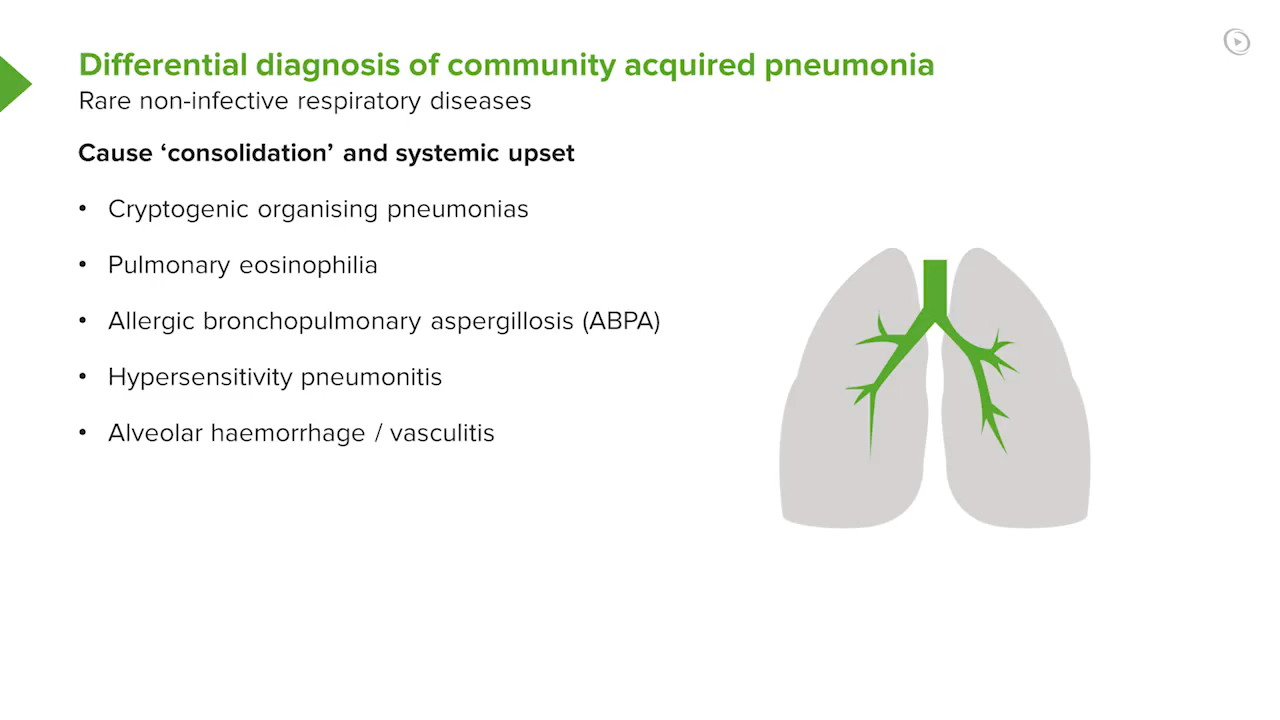 Differential diagnosis of community acquired pneumonia
Rare non-infective respiratory diseases
Cause ‘consolidation’ and systemic upset
• Cryptogenic organising pneumonias
• Pulmonary eosinophilia
• Allergic bronchopulmonary aspergillosis (ABPA)
• Hypersensitivity pneumonitis
• Alveolar haemorrhage / vasculitis